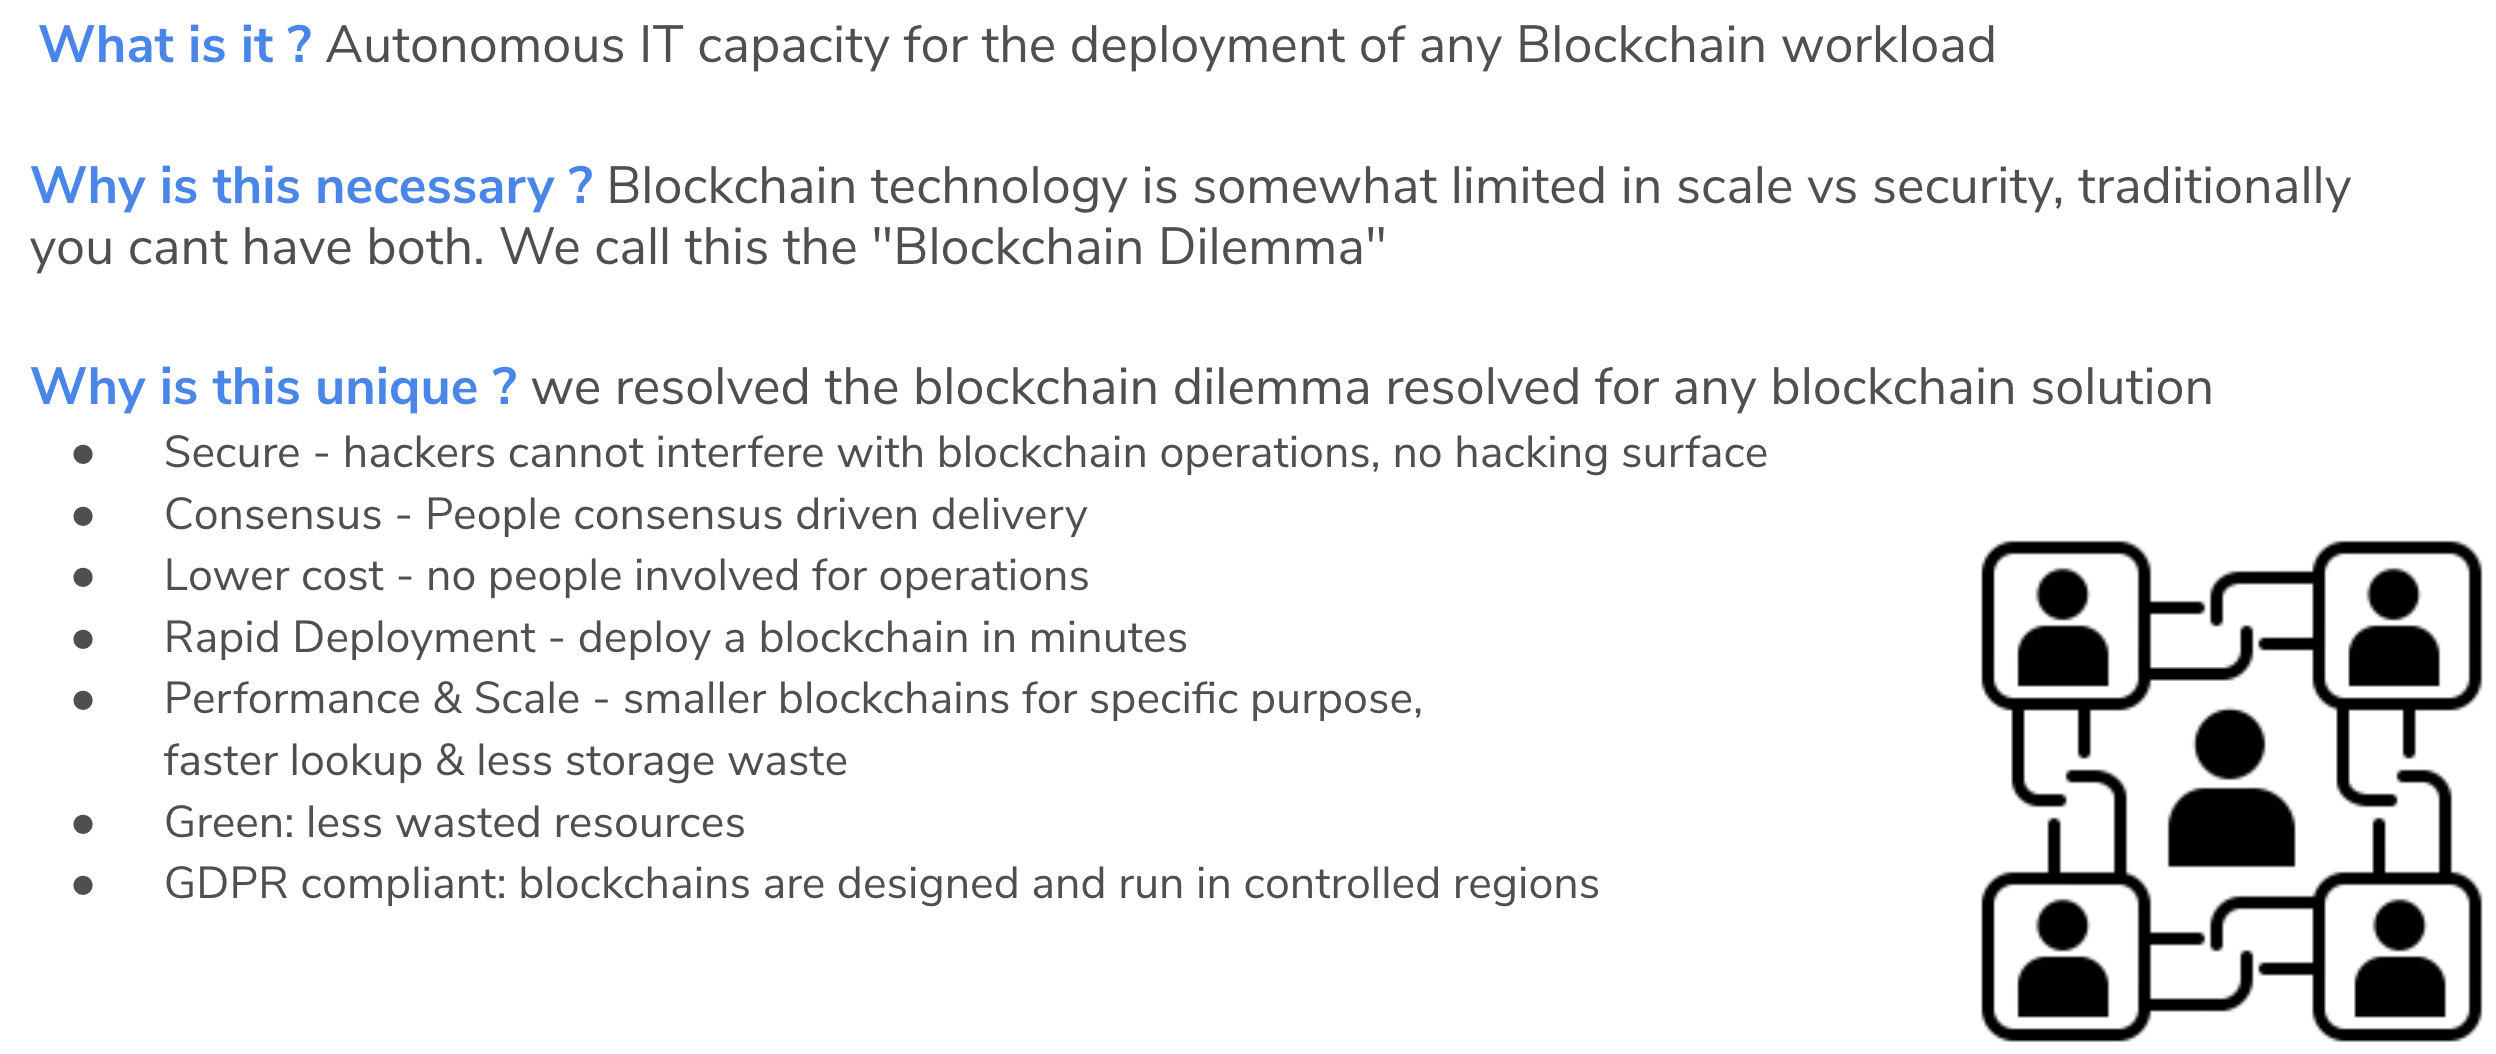 What is it ? Autonomous IT capacity for the deployment of any Blockchain workload
Why is this necessary ? Blockchain technology is somewhat limited in scale vs security, traditionally
you cant have both. We call this the "Blockchain Dilemma"
Why is this unique ? we resolved the blockchain dilemma resolved for any blockchain solution
● Secure - hackers cannot interfere with blockchain operations, no hacking surface
● Consensus - People consensus driven delivery
● Lower cost - no people involved for operations
● Rapid Deployment - deploy a blockchain in minutes
● Performance & Scale - smaller blockchains for specific purpose,
faster lookup & less storage waste
● Green: less wasted resources
● GDPR compliant: blockchains are designed and run in controlled regions